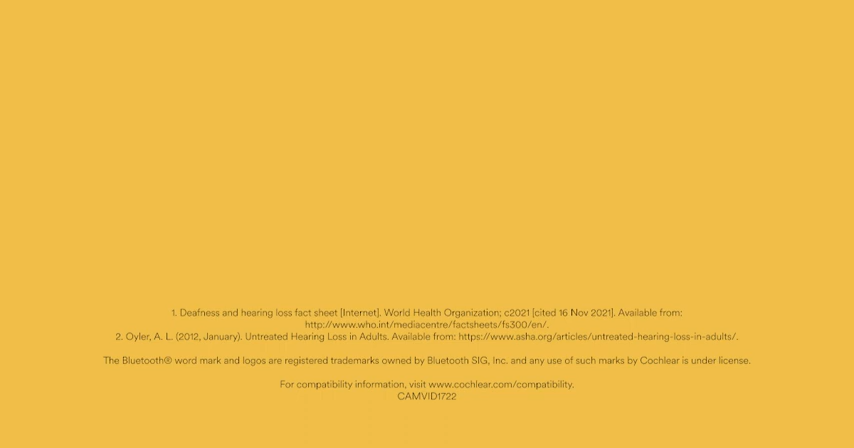 1. Deafness and hearing loss fact sheet [Internet]. World Health Organization; c2021 [cited 16 Nov 2021]. Available from:
http://www.who.int/mediacentre/factsheets/fs300/en/.
2. Oyler, A. L. (2012, January). Untreated Hearing Loss in Adults. Available from: https://www.asha.org/articles/untreated-hearing-loss-in-adults/.
The Bluetooth® word mark and logos are registered trademarks owned by Bluetooth SIG, Inc. and any use of such marks by Cochlear is under license.
For compatibility information, visit www.cochlear.com/compatibility.
CAMVID1722